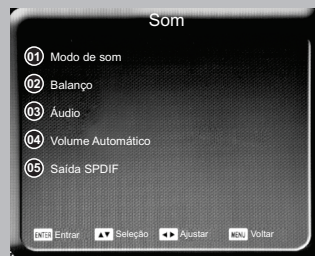 Som
01 Modo de som
02 Balanço
03 Áudio
04 Volume Automático
05 Saída SPDIF
ENTER Entrar ▲▼ Seleção ◄► Ajustar MENU Voltar